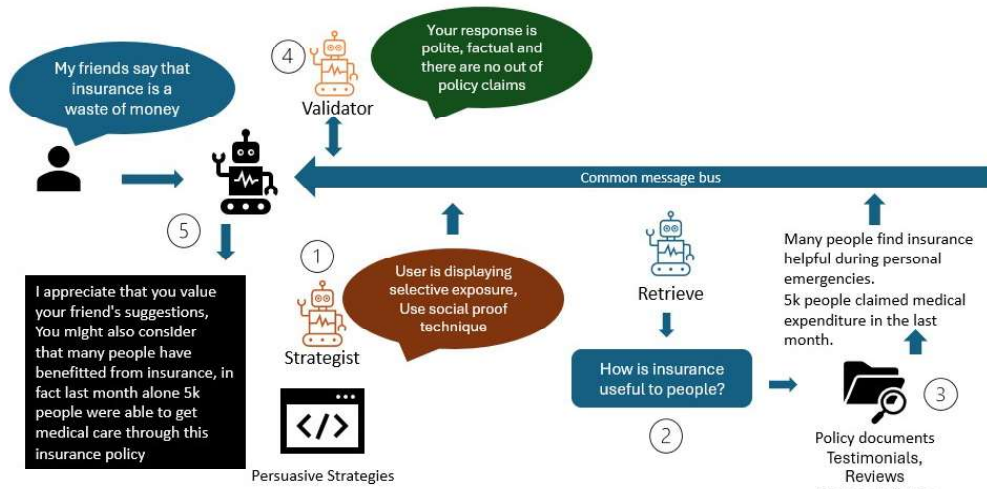 My friends say that
insurance is a
waste of money
4
Validator
Your response is
polite, factual and
there are no out of
policy claims
Common message bus
5
I appreciate that you value
your friend's suggestions,
You might also consider
that many people have
benefitted from insurance, in
fact last month alone 5k
people were able to get
medical care through this
insurance policy
1
Strategist
User is displaying
selective exposure,
Use social proof
technique
</>
Persuasive Strategies
Retrieve
How is insurance
useful to people?
2
Many people find insurance
helpful during personal
emergencies.
5k people claimed medical
expenditure in the last
month.
3
Policy documents
Testimonials,
Reviews